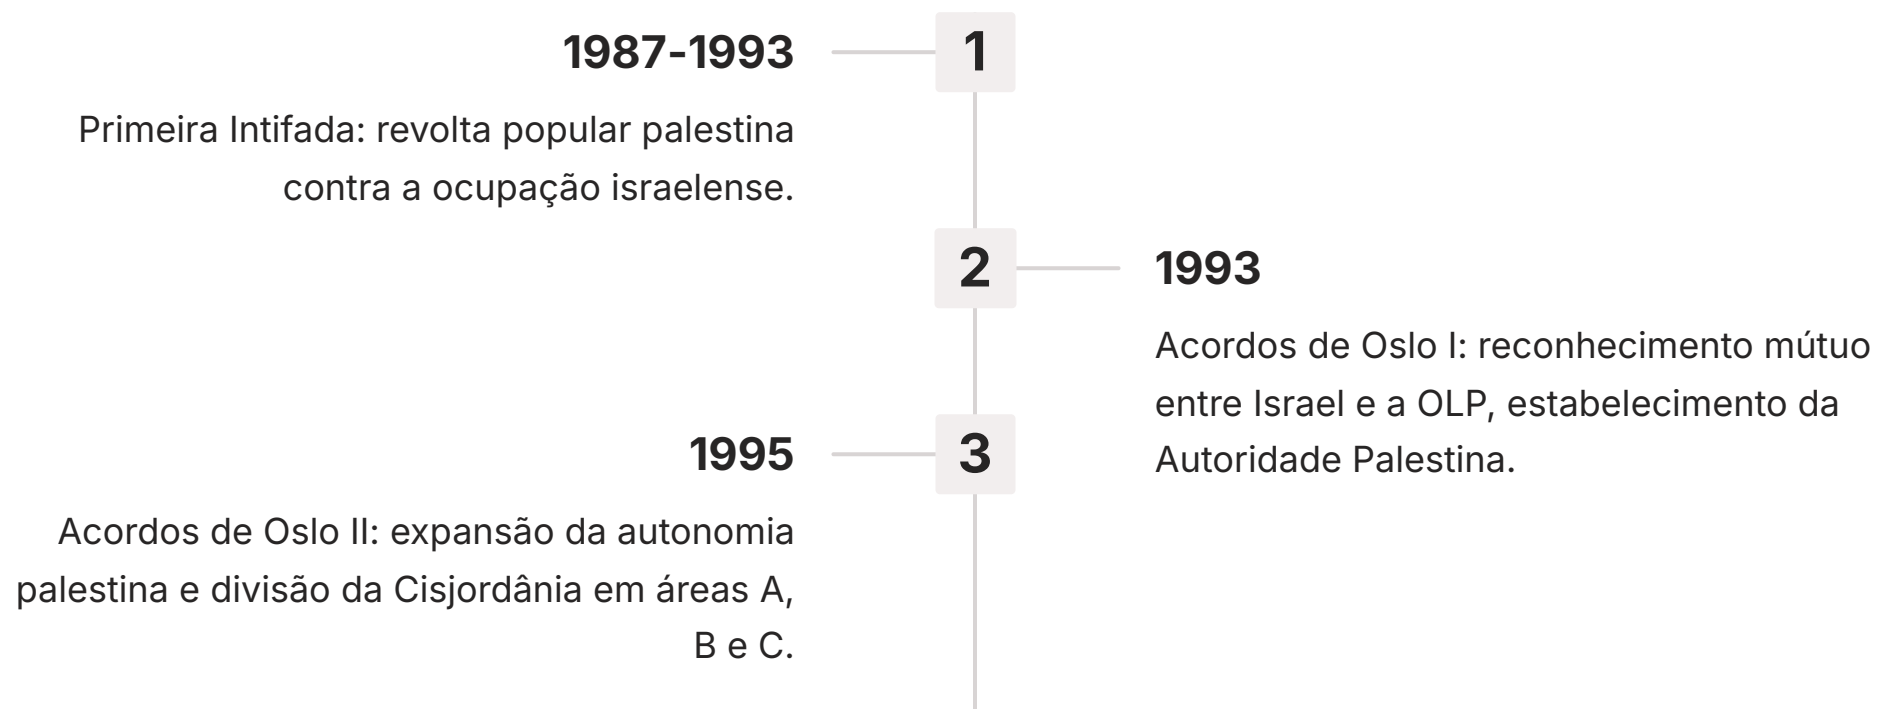 1987-1993
1
Primeira Intifada: revolta popular palestina
contra a ocupação israelense.
2
1993
Acordos de Oslo I: reconhecimento mútuo
entre Israel e a OLP, estabelecimento da
Autoridade Palestina.
1995
3
Acordos de Oslo II: expansão da autonomia
palestina e divisão da Cisjordânia em áreas A,
B e C.